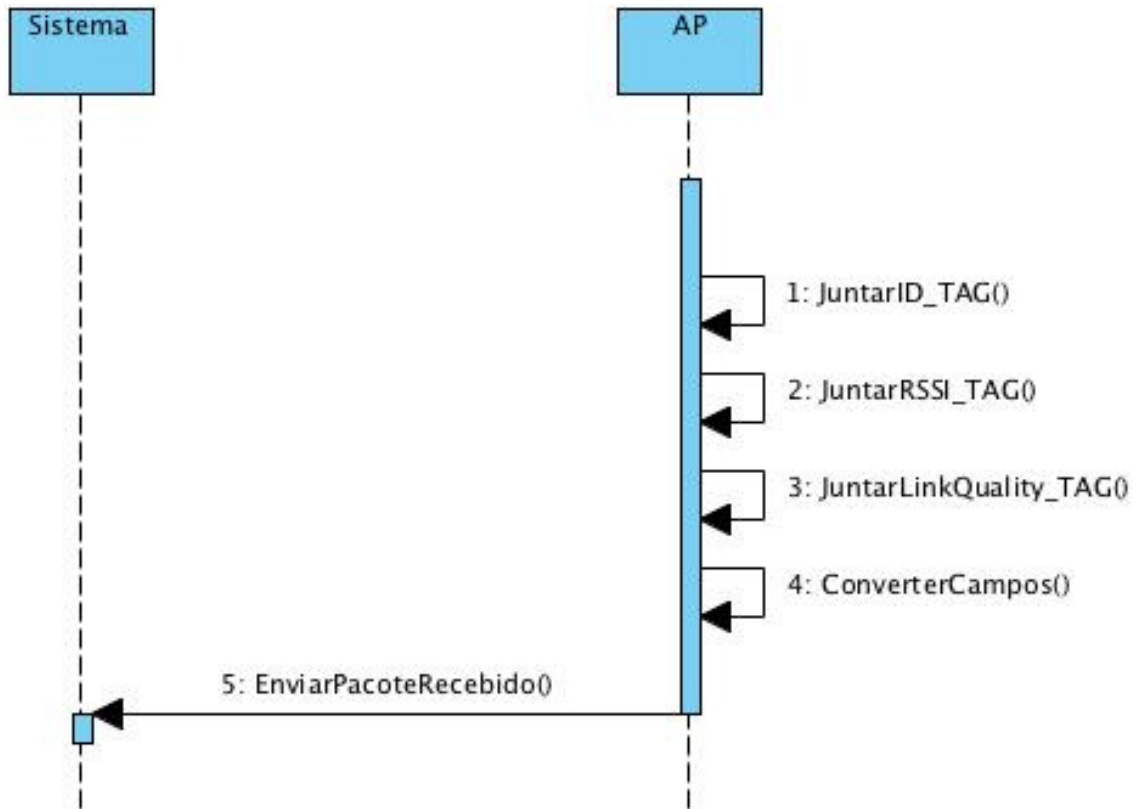 Sistema
AP
1: JuntarID_TAG()
2: JuntarRSSI_TAG()
3: JuntarLinkQuality_TAG()
4: ConverterCampos()
5: EnviarPacoteRecebido()